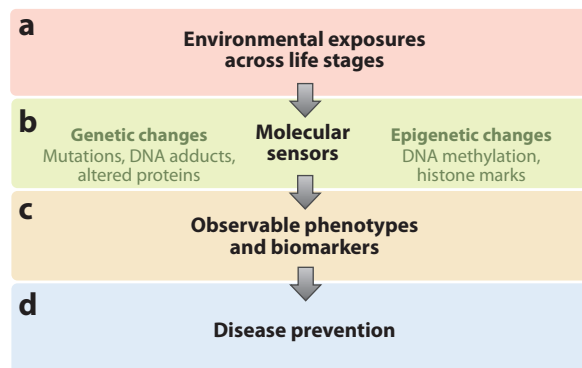 a
Environmental exposures
across life stages
b
Genetic changes
Mutations, DNA adducts,
altered proteins
Molecular
sensors
Epigenetic changes
DNA methylation,
histone marks
c
Observable phenotypes
and biomarkers
d
Disease prevention